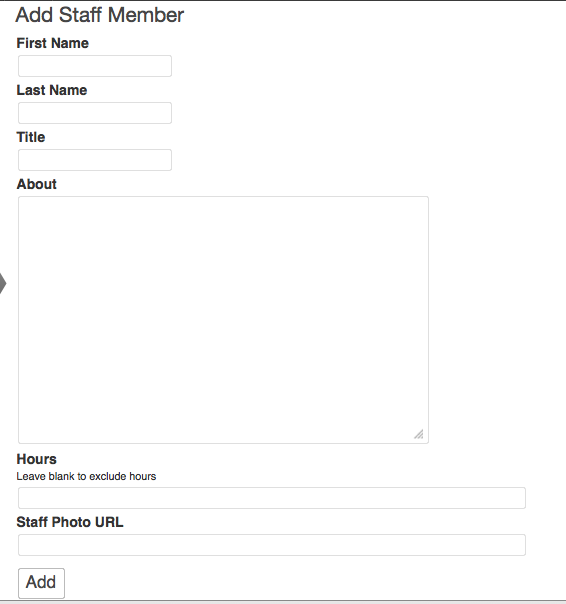 Add Staff Member
First Name
Last Name
Title
About
Hours
Leave blank to exclude hours
Staff Photo URL
Add